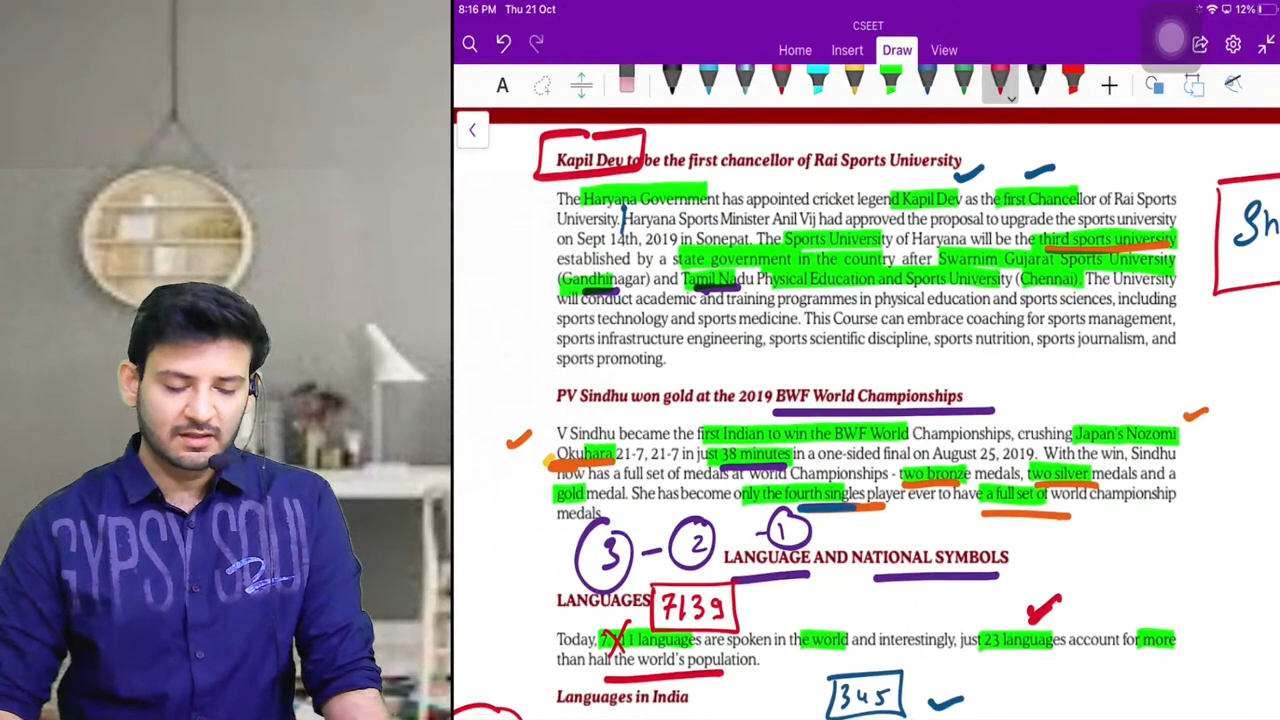 8:16 PM Thu 21 Oct
12%
CSEET
Home Insert Draw View
A
Kapil Dev to be the first chancellor of Rai Sports University
The Haryana Government has appointed cricket legend Kapil Dev as the first Chancellor of Rai Sports
University. Haryana Sports Minister Anil Vij had approved the proposal to upgrade the sports university
on Sept 14th, 2019 in Sonepat. The Sports University of Haryana will be the third sports university
established by a state government in the country after Swarnim Gujarat Sports University
(Gandhinagar) and Tamil Nadu Physical Education and Sports University (Chennai). The University
will conduct academic and training programmes in physical education and sports sciences, including
sports technology and sports medicine. This Course can embrace coaching for sports management,
sports infrastructure engineering, sports scientific discipline, sports nutrition, sports journalism, and
sports promoting.
Sh
PV Sindhu won gold at the 2019 BWF World Championships
V Sindhu became the first Indian to win the BWF World Championships, crushing Japan's Nozomi
Okuhara 21-7, 21-7 in just 38 minutes in a one-sided final on August 25, 2019. With the win, Sindhu
now has a full set of medals at World Championships - two bronze medals, two silver medals and a
gold medal. She has become only the fourth singles player ever to have a full set of world championship
medals.
3 - 2 - 1
LANGUAGE AND NATIONAL SYMBOLS
LANGUAGES 7139
Today, languages are spoken in the world and interestingly, just 23 languages account for more
than half the world's population.
Languages in India
345
GYPSY SOUL